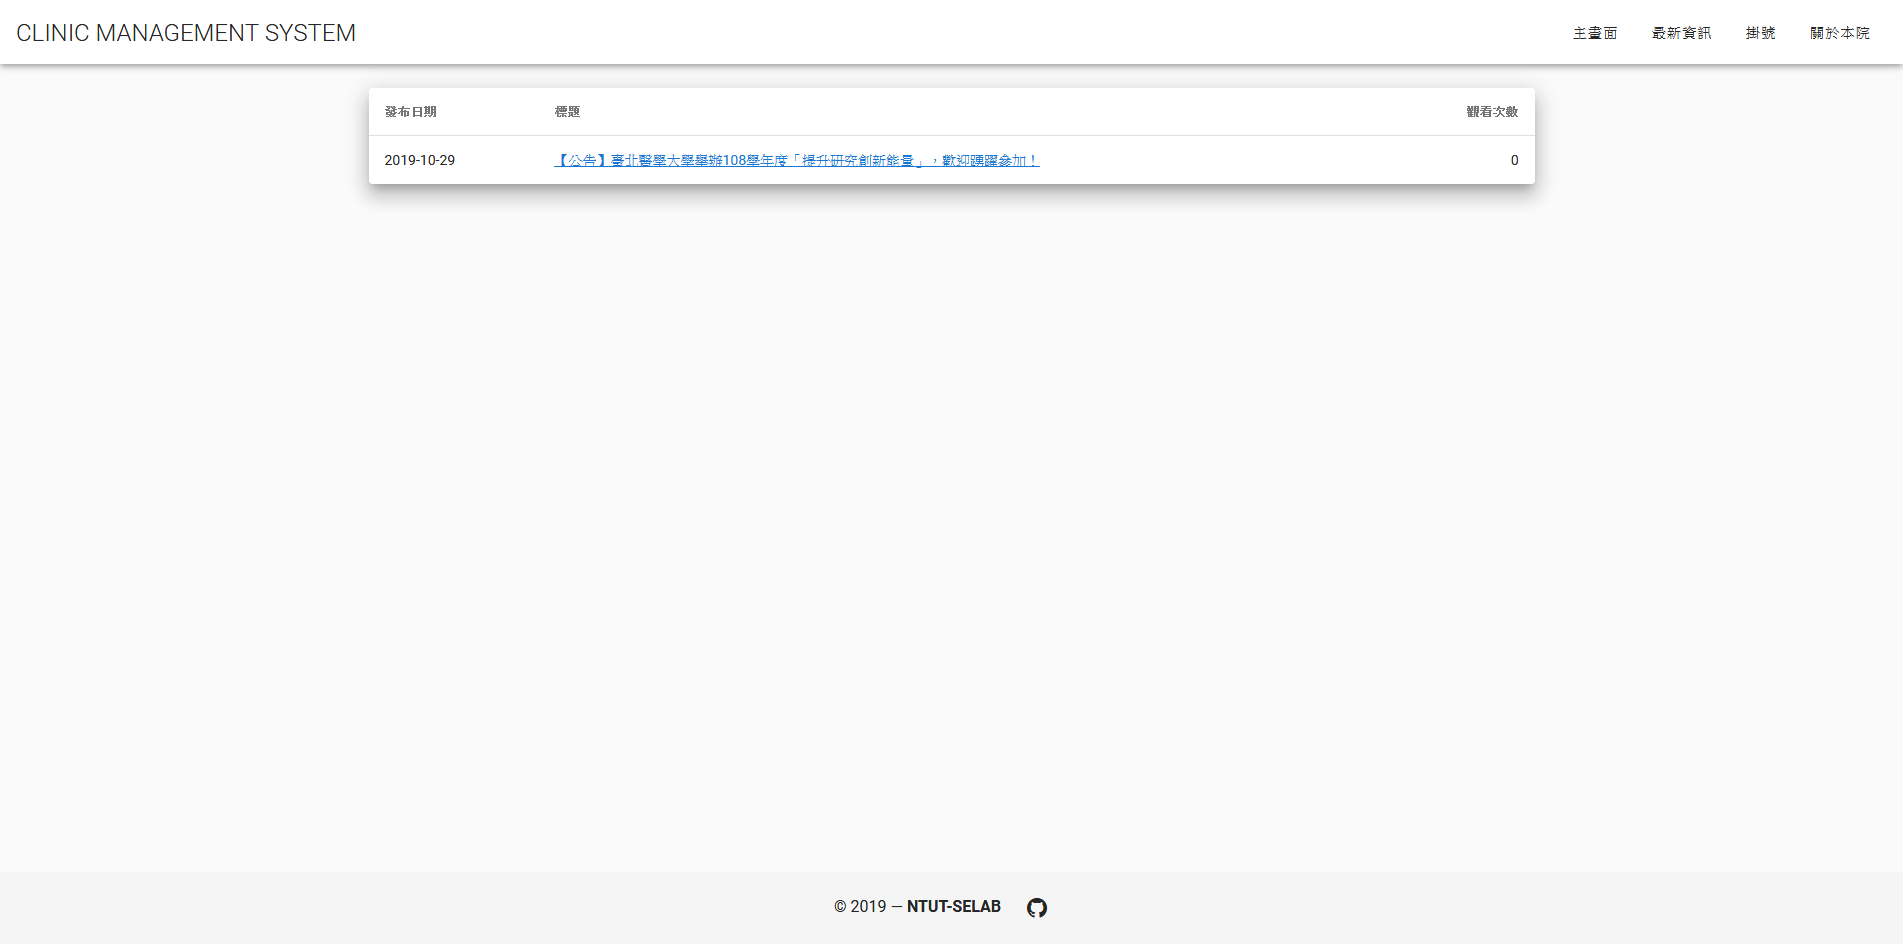 CLINIC MANAGEMENT SYSTEM 主畫面 最新資訊 掛號 關於本院
發布日期 標題 觀看次數
2019-10-29 【公告】臺北醫學大學舉辦108學年度「提升研究創新能量」，歡迎踴躍參加！ 0
© 2019 — NTUT-SELAB